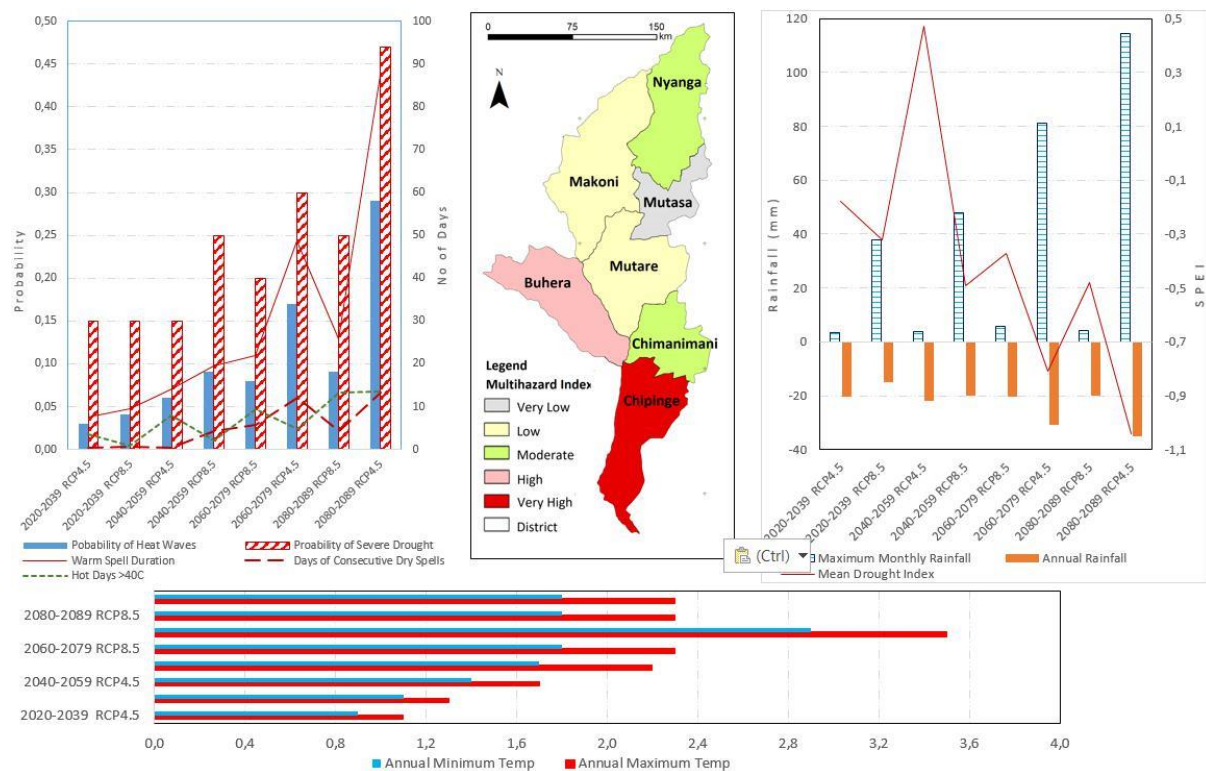 0,50
0,45
0,40
0,35
0,30
0,25
0,20
0,15
0,10
0,05
0,00
Probability
100
90
80
70
60
50
40
30
20
10
0
No of Days
2020-2039 RCP4.5
2020-2039 RCP8.5
2040-2059 RCP4.5
2040-2059 RCP8.5
2060-2079 RCP8.5
2060-2079 RCP4.5
2080-2089 RCP8.5
2080-2089 RCP4.5
Pobability of Heat Waves
Proability of Severe Drought
Warm Spell Duration
Days of Consecutive Dry Spells
Hot Days >40C
0 75 150
km
N
Nyanga
Makoni
Mutasa
Mutare
Buhera
Chimanimani
Chipinge
Legend
Multihazard Index
Very Low
Low
Moderate
High
Very High
District
120
100
80
60
40
20
0
-20
-40
Rainfall (mm)
0,5
0,3
0,1
-0,1
-0,3
-0,5
-0,7
-0,9
-1,1
SPEI
2020-2039 RCP4.5
2020-2039 RCP8.5
2040-2059 RCP4.5
2040-2059 RCP8.5
2060-2079 RCP8.5
2060-2079 RCP4.5
2080-2089 RCP8.5
2080-2089 RCP4.5
(Ctrl)
Maximum Monthly Rainfall
Annual Rainfall
Mean Drought Index
2080-2089 RCP8.5
2060-2079 RCP8.5
2040-2059 RCP4.5
2020-2039 RCP4.5
0,0 0,4 0,8 1,2 1,6 2,0 2,4 2,8 3,2 3,6 4,0
Annual Minimum Temp
Annual Maximum Temp